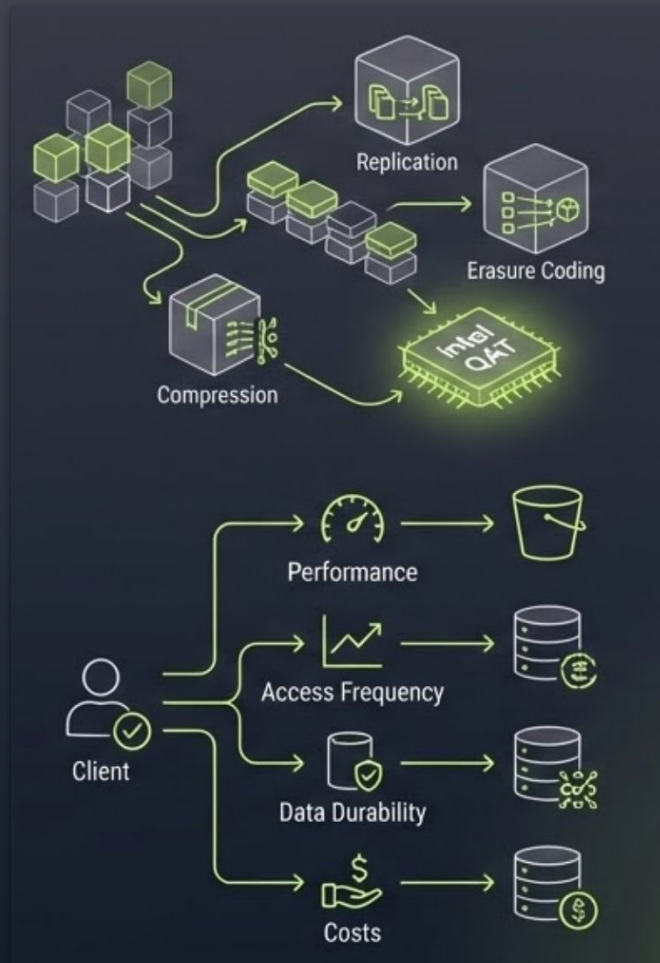 Replication
Erasure Coding
Intel
QAT
Compression
Performance
Access Frequency
Client
Data Durability
$
Costs